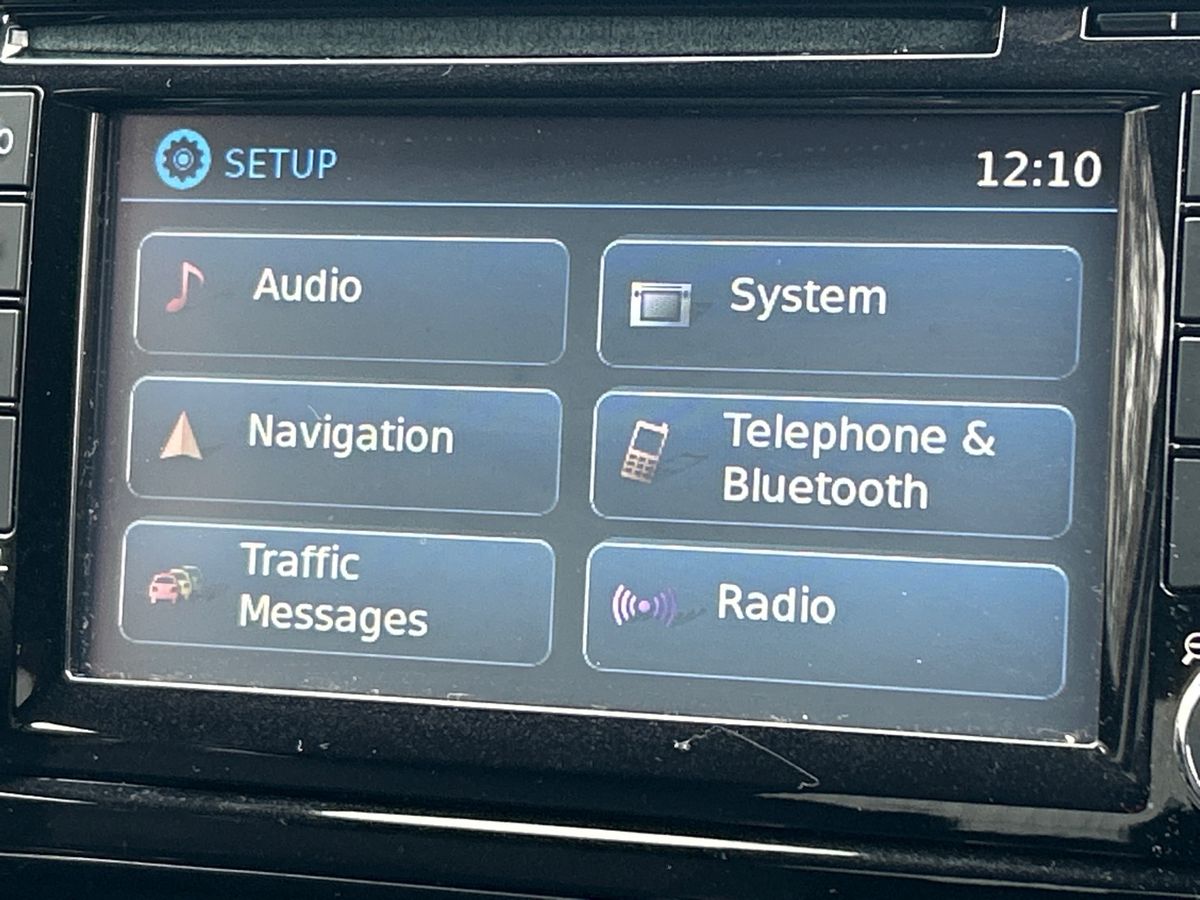 SETUP
12:10
Audio
System
Navigation
Telephone &
Bluetooth
Traffic
Messages
Radio